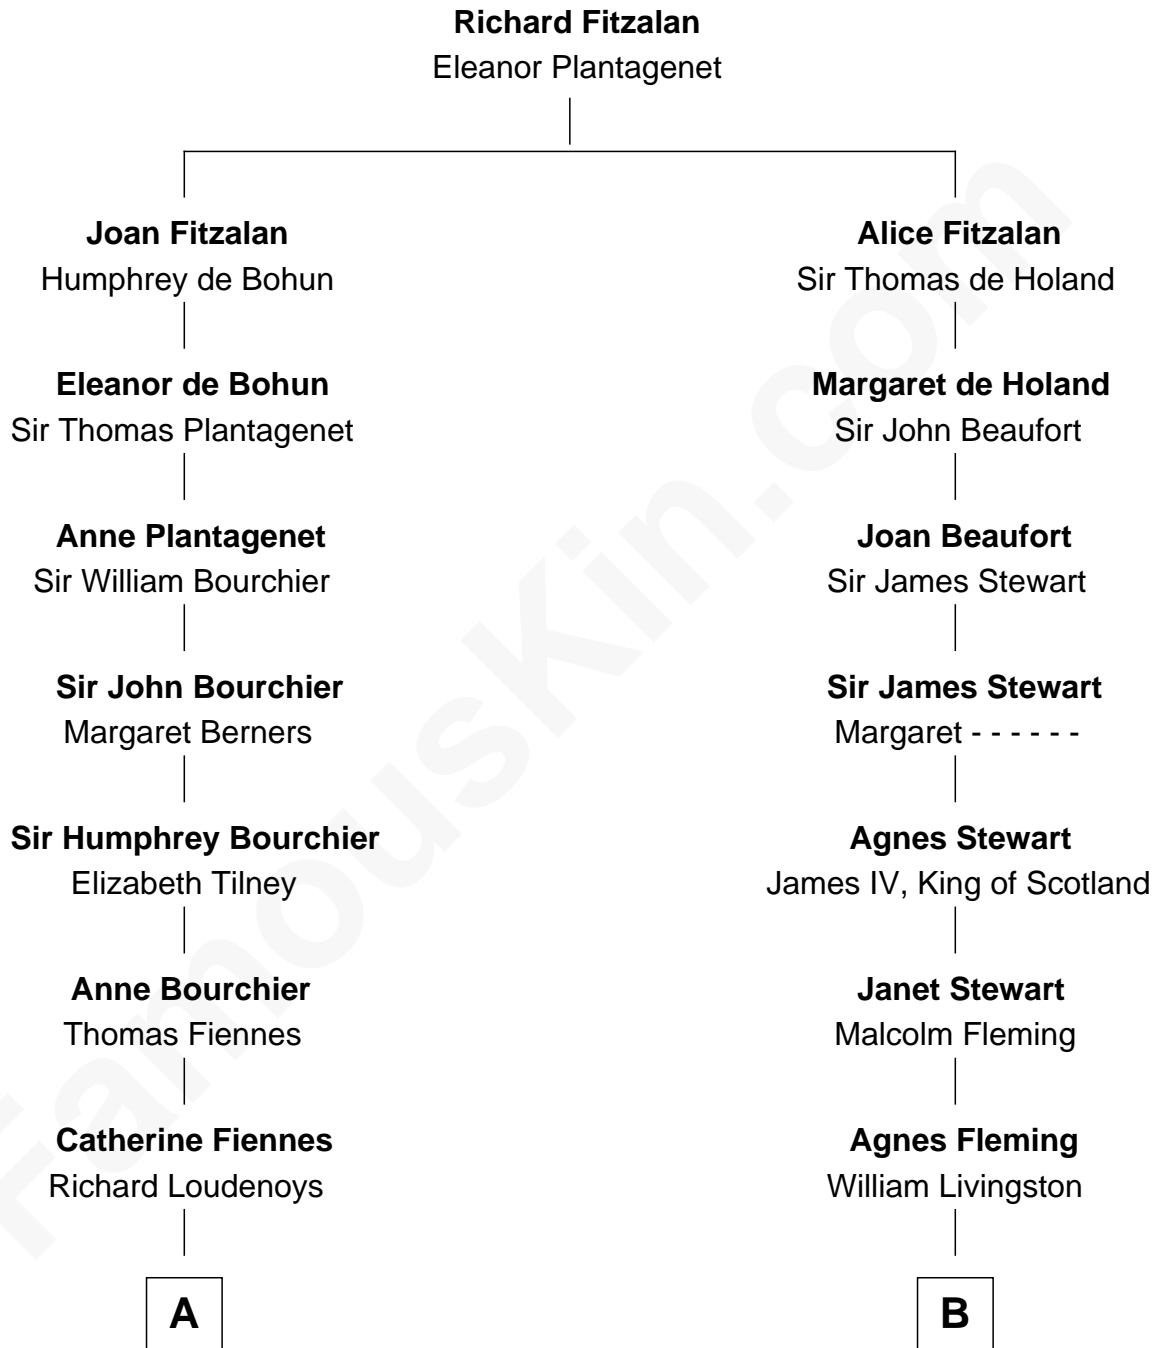 Richard Fitzalan
Eleanor Plantagenet
Joan Fitzalan
Humphrey de Bohun
Alice Fitzalan
Sir Thomas de Holand
Eleanor de Bohun
Sir Thomas Plantagenet
Margaret de Holand
Sir John Beaufort
Anne Plantagenet
Sir William Bourchier
Joan Beaufort
Sir James Stewart
Sir John Bourchier
Margaret Berners
Sir James Stewart
Margaret - - - - - -
Sir Humphrey Bourchier
Elizabeth Tilney
Agnes Stewart
James IV, King of Scotland
Anne Bourchier
Thomas Fiennes
Janet Stewart
Malcolm Fleming
Catherine Fiennes
Richard Loudenoys
Agnes Fleming
William Livingston
A
B
FamousKin.com